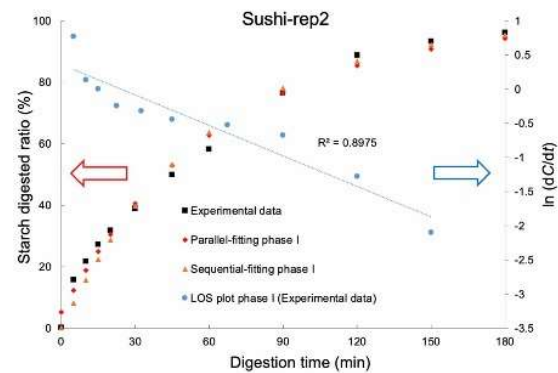 Sushi-rep2
Starch digested ratio (%)
100
80
60
40
20
0
ln (dC/dt)
1
0.5
0
-0.5
-1
-1.5
-2
-2.5
-3
-3.5
R² = 0.8975
Experimental data
Parallel-fitting phase I
Sequential-fitting phase I
LOS plot phase I (Experimental data)
0 30 60 90 120 150 180
Digestion time (min)